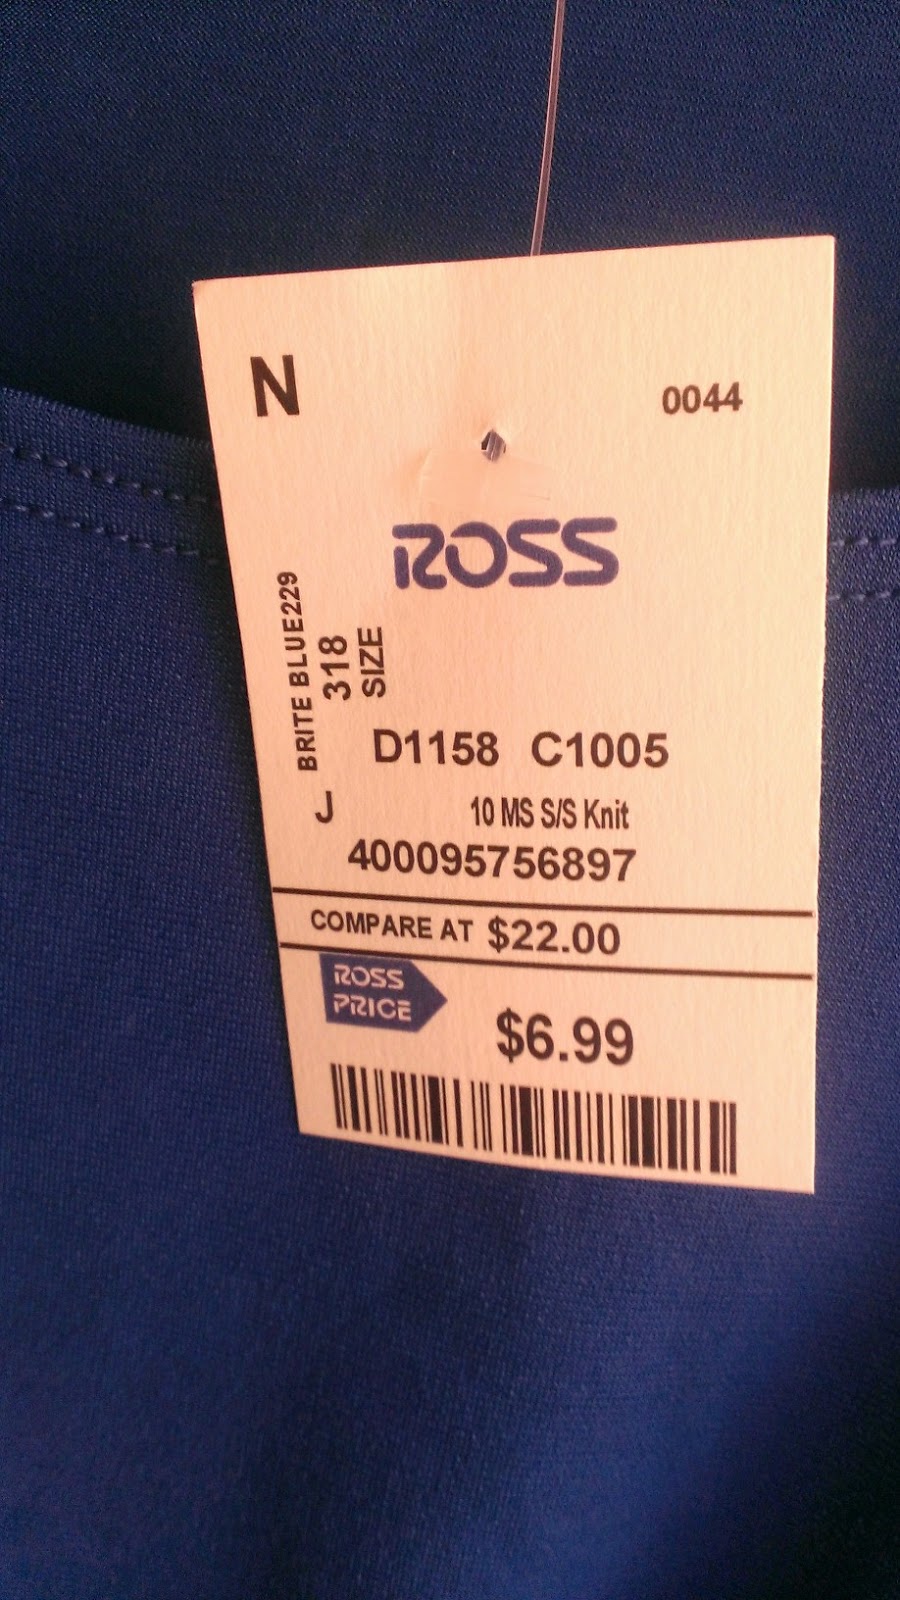 N
0044
ROSS
BRITE BLUE229
318
SIZE
D1158 C1005
J
10 MS S/S Knit
400095756897
COMPARE AT $22.00
ROSS
PRICE
$6.99